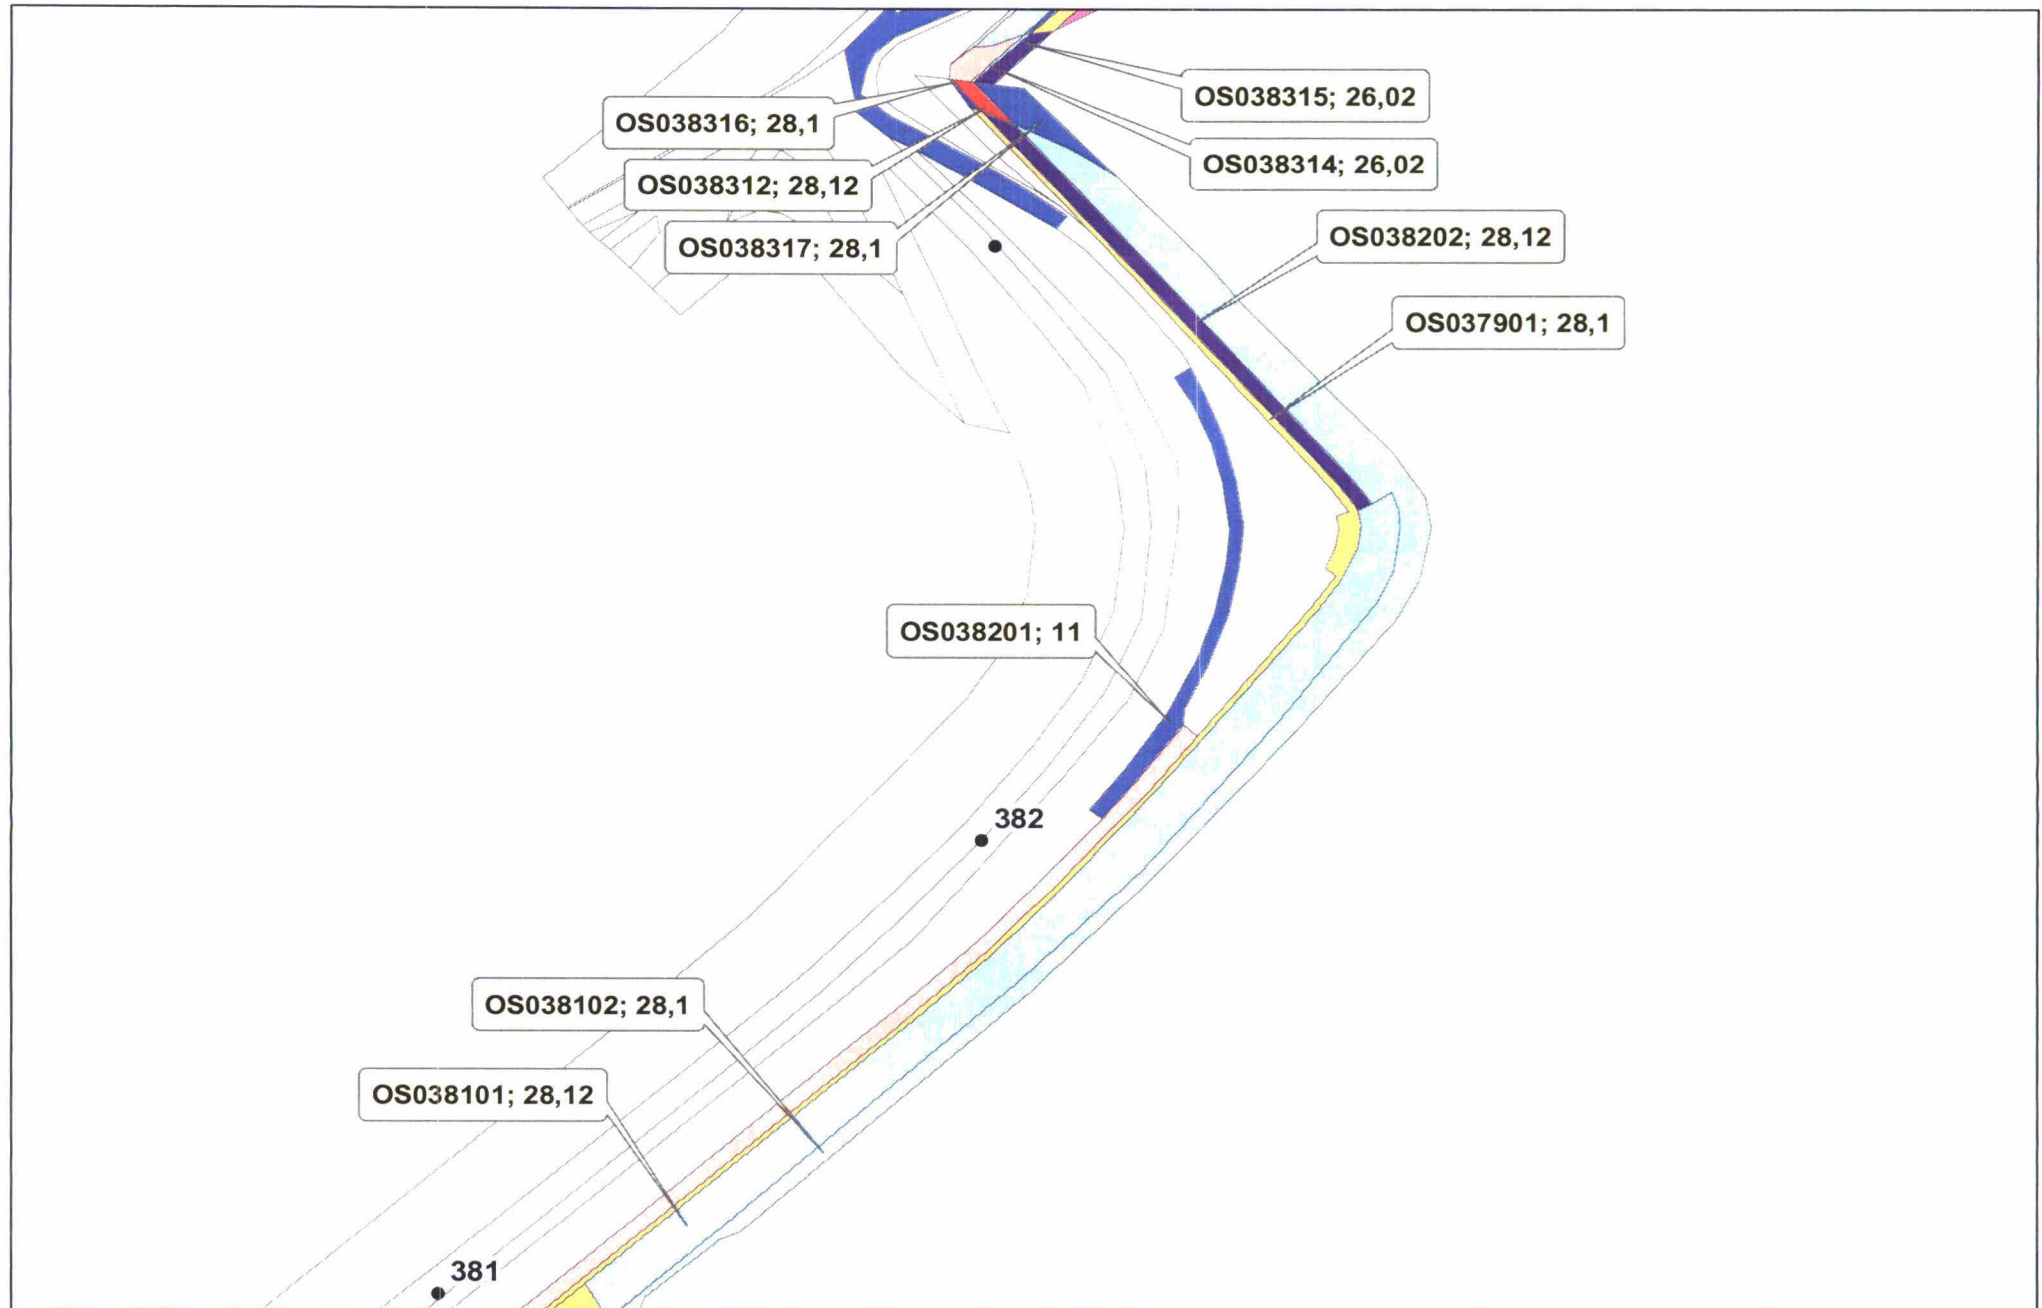 OS038315; 26,02
OS038316; 28,1
OS038314; 26,02
OS038312; 28,12
OS038317; 28,1
OS038202; 28,12
OS037901; 28,1
OS038201; 11
382
OS038102; 28,1
OS038101; 28,12
381